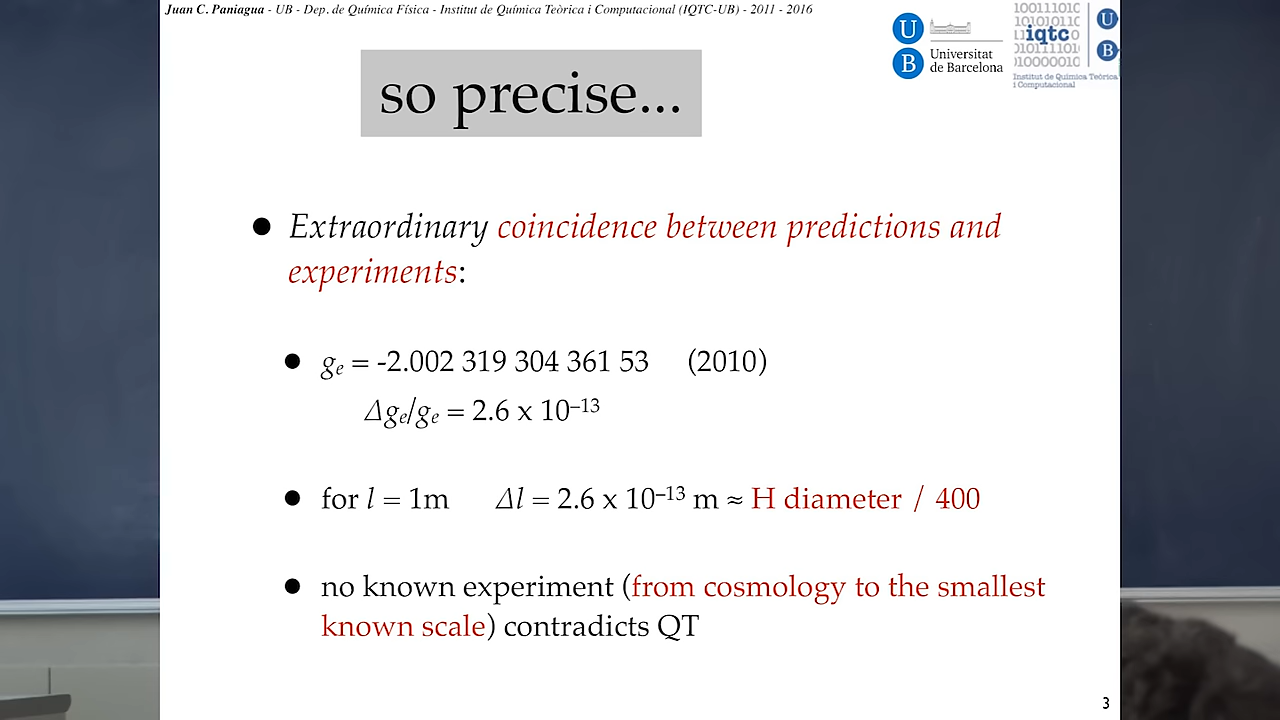 Juan C. Paniagua - UB - Dep. de Química Física - Institut de Química Teòrica i Computacional (IQTC-UB) - 2011 - 2016
U
B
Universitat
de Barcelona
iqtc
Institut de Química Teòrica
i Computacional
U
B
so precise...
● Extraordinary coincidence between predictions and
experiments:
● gₑ = -2.002 319 304 361 53 (2010)
Δgₑ/gₑ = 2.6 x 10⁻¹³
● for l = 1m Δl = 2.6 x 10⁻¹³ m ≈ H diameter / 400
● no known experiment (from cosmology to the smallest
known scale) contradicts QT
3